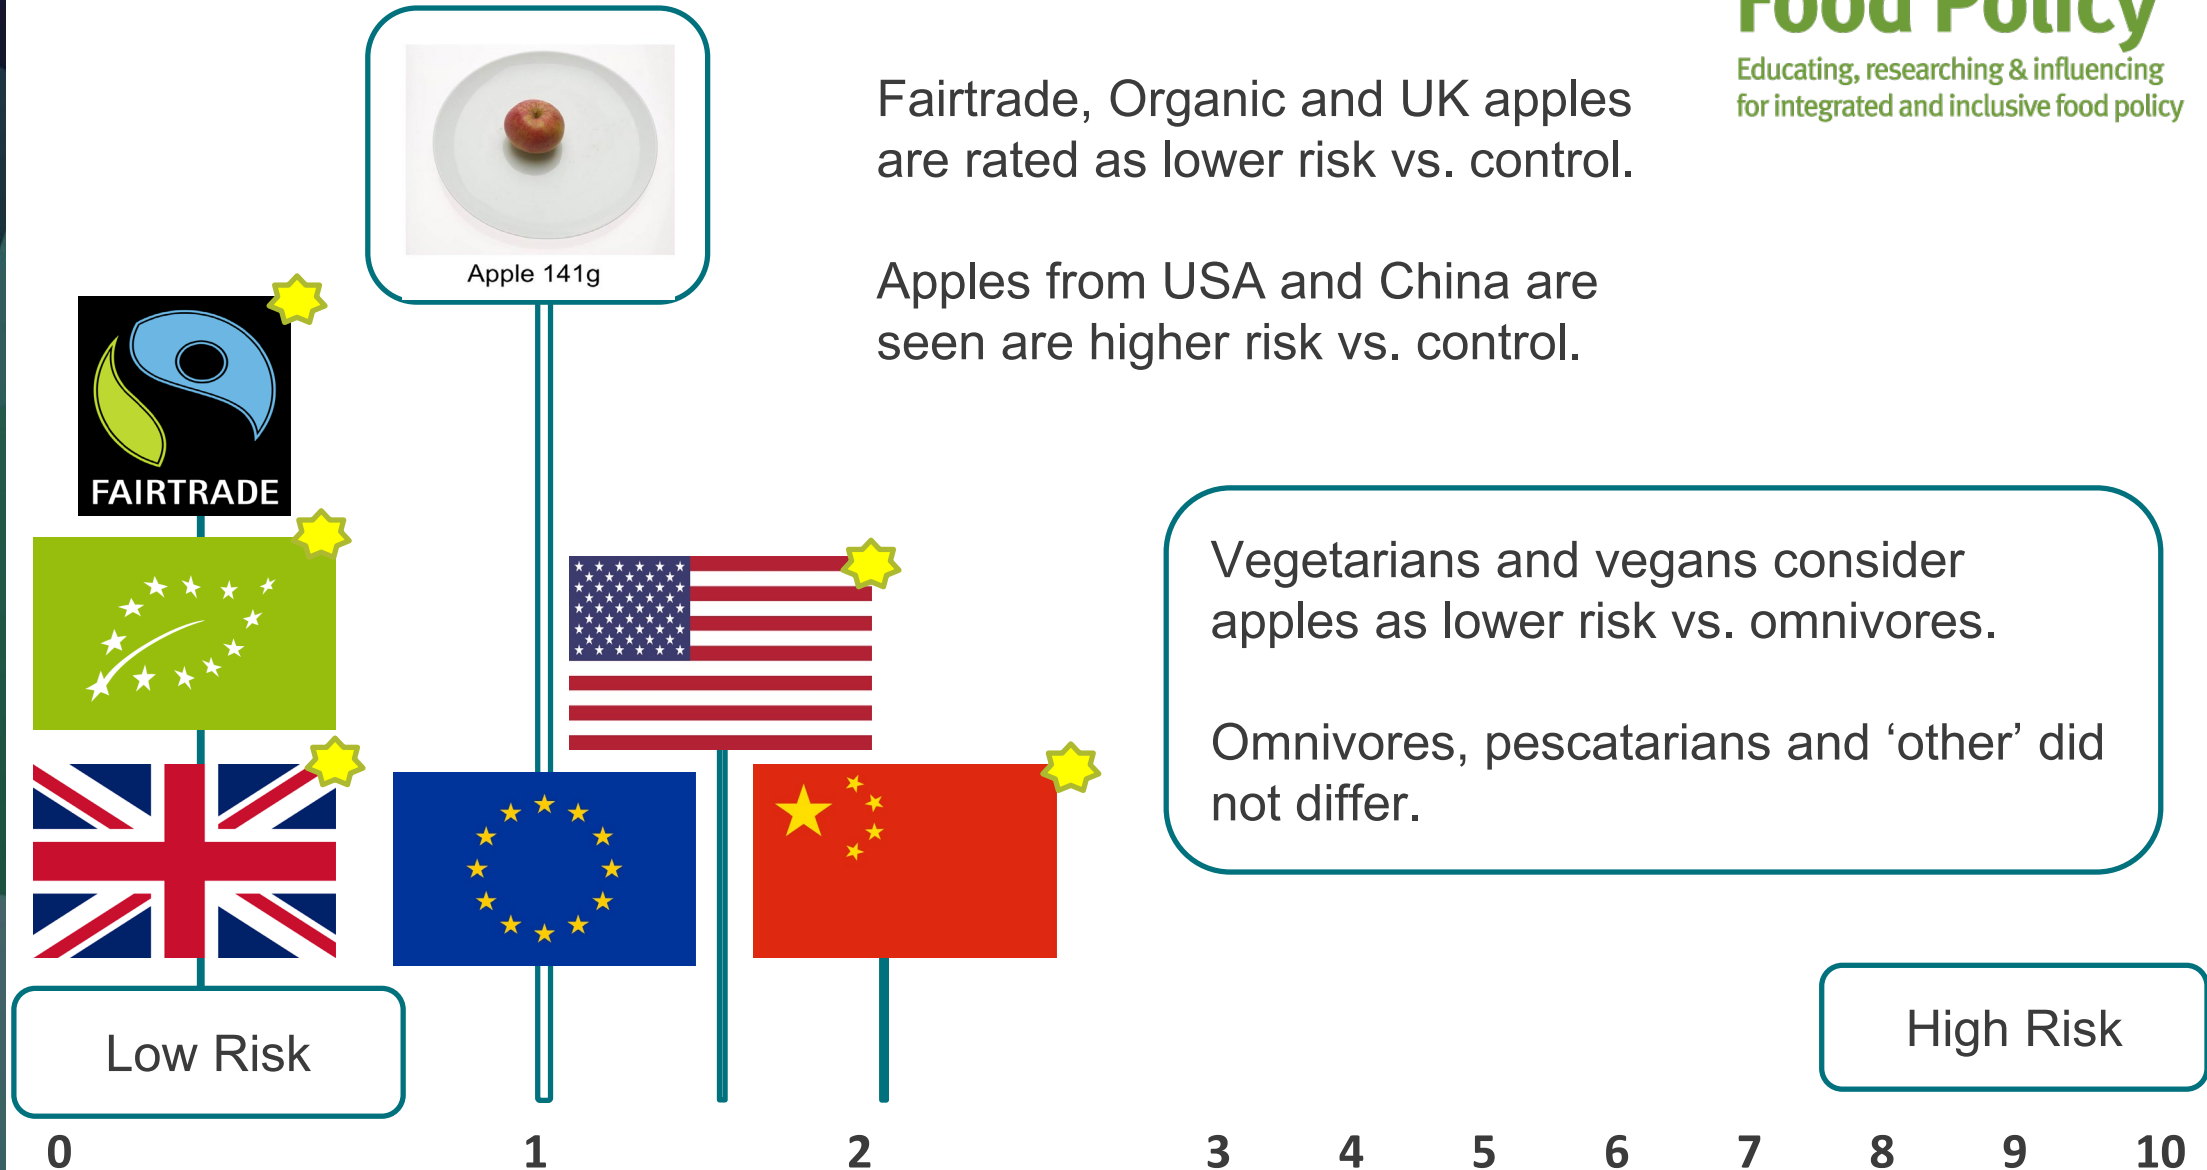 Food Policy
Educating, researching & influencing
for integrated and inclusive food policy
Fairtrade, Organic and UK apples
are rated as lower risk vs. control.
Apples from USA and China are
seen are higher risk vs. control.
Apple 141g
FAIRTRADE
Vegetarians and vegans consider
apples as lower risk vs. omnivores.
Omnivores, pescatarians and ‘other’ did
not differ.
Low Risk
High Risk
0 1 2 3 4 5 6 7 8 9 10